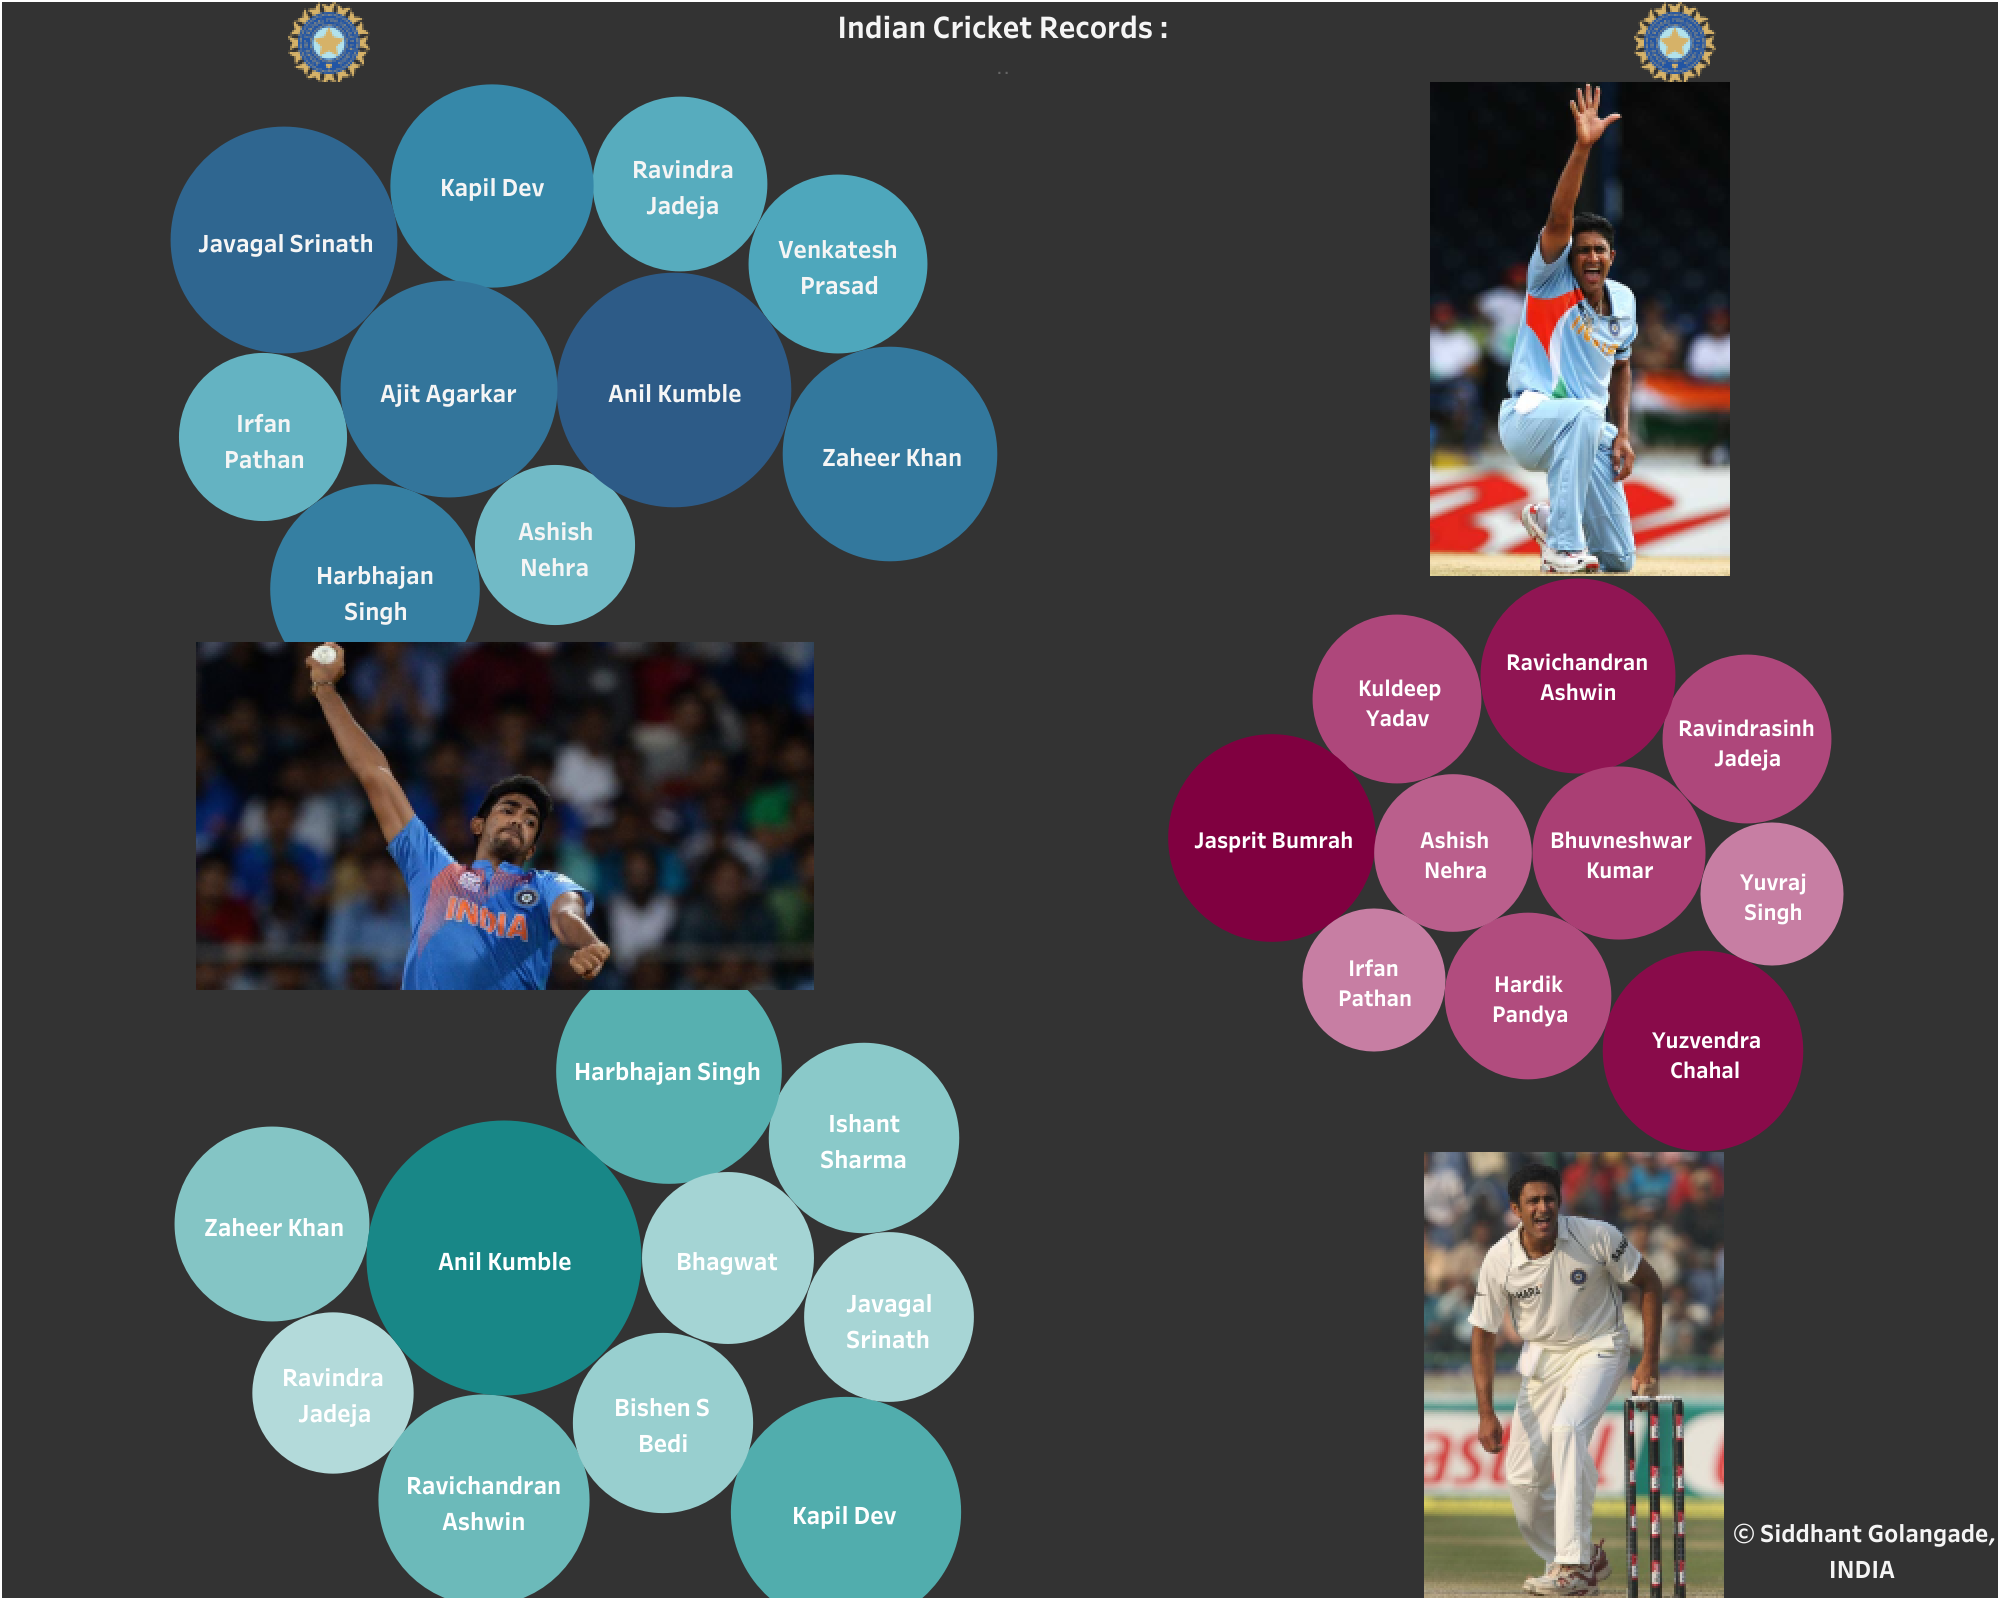 Indian Cricket Records :
..
Javagal Srinath
Kapil Dev
Ravindra
Jadeja
Venkatesh
Prasad
Irfan
Pathan
Ajit Agarkar
Anil Kumble
Zaheer Khan
Harbhajan
Singh
Ashish
Nehra
INDIA
Kuldeep
Yadav
Ravichandran
Ashwin
Ravindrasinh
Jadeja
Jasprit Bumrah
Ashish
Nehra
Bhuvneshwar
Kumar
Yuvraj
Singh
Irfan
Pathan
Hardik
Pandya
Yuzvendra
Chahal
Harbhajan Singh
Ishant
Sharma
Zaheer Khan
Anil Kumble
Bhagwat
Javagal
Srinath
Ravindra
Jadeja
Bishen S
Bedi
Ravichandran
Ashwin
Kapil Dev
© Siddhant Golangade,
INDIA